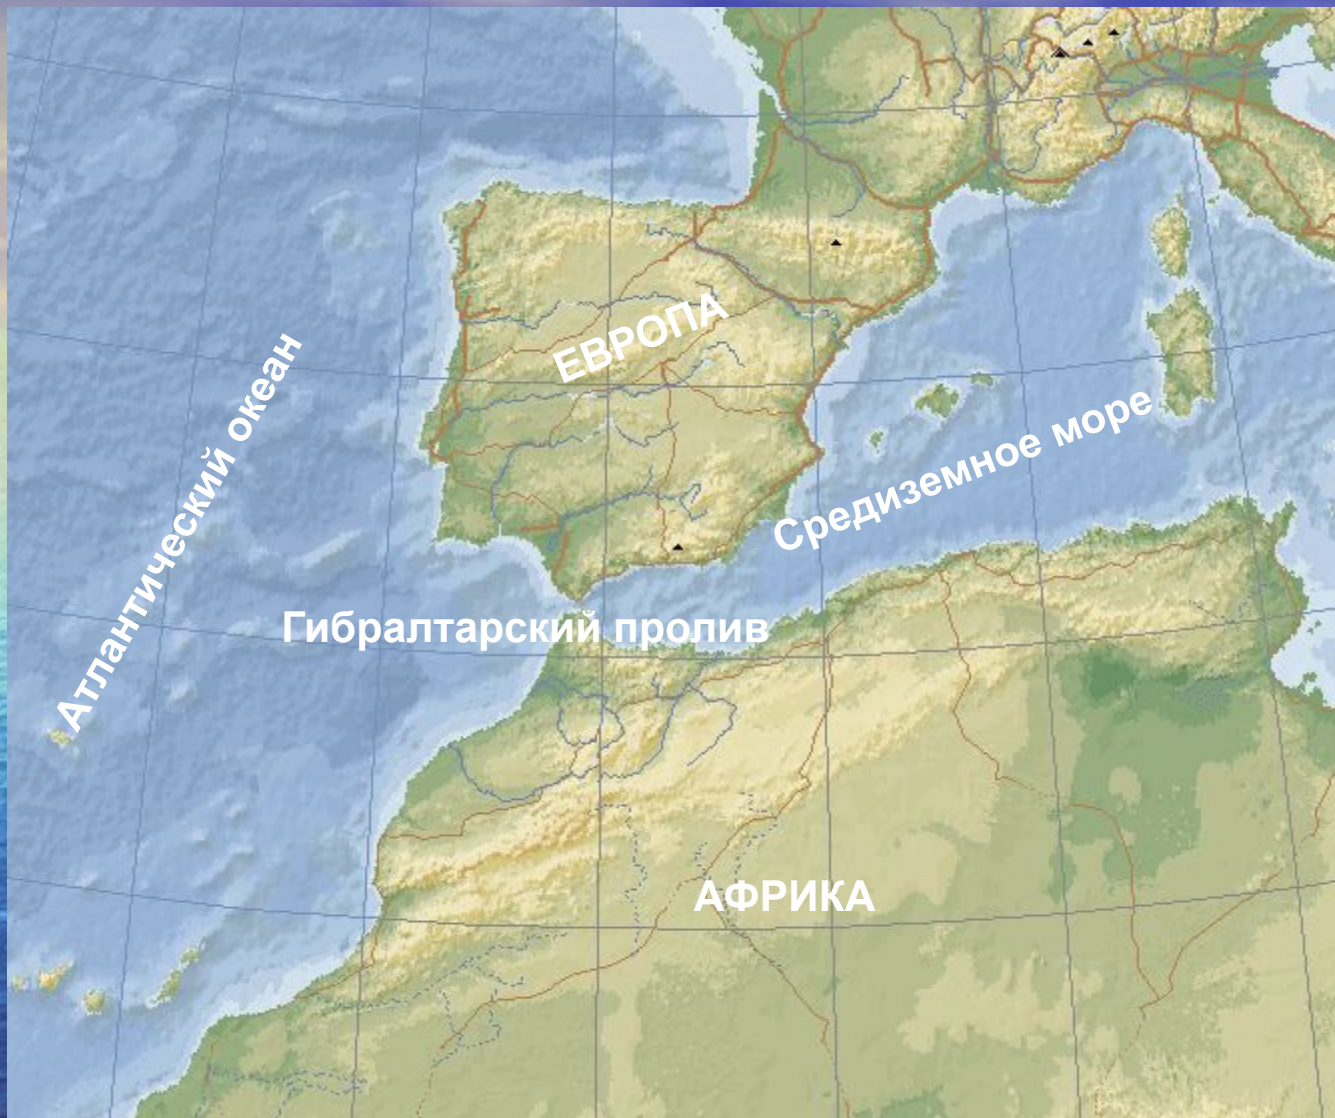 ЕВРОПА
Атлантический океан
Средиземное море
Гибралтарский пролив
АФРИКА